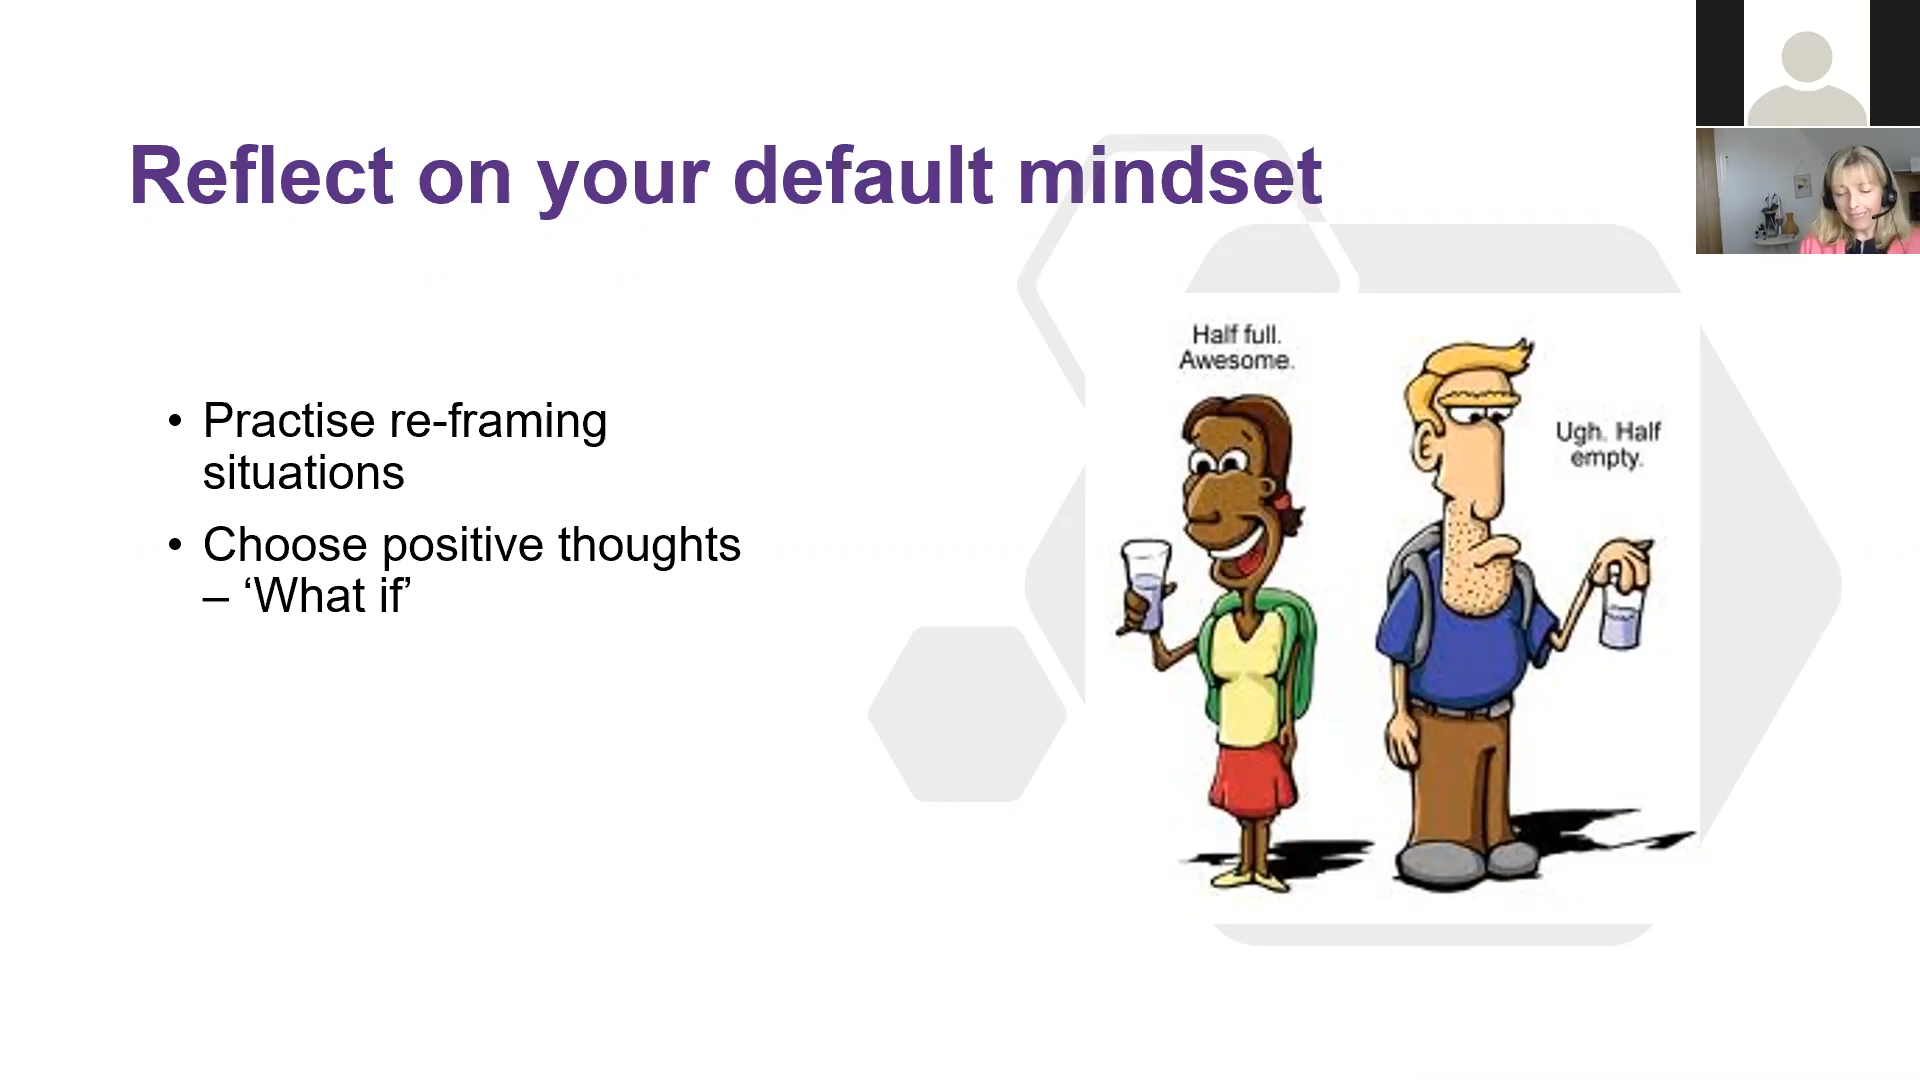 Reflect on your default mindset
• Practise re-framing
situations
• Choose positive thoughts
– ‘What if’
Half full.
Awesome.
Ugh. Half
empty.